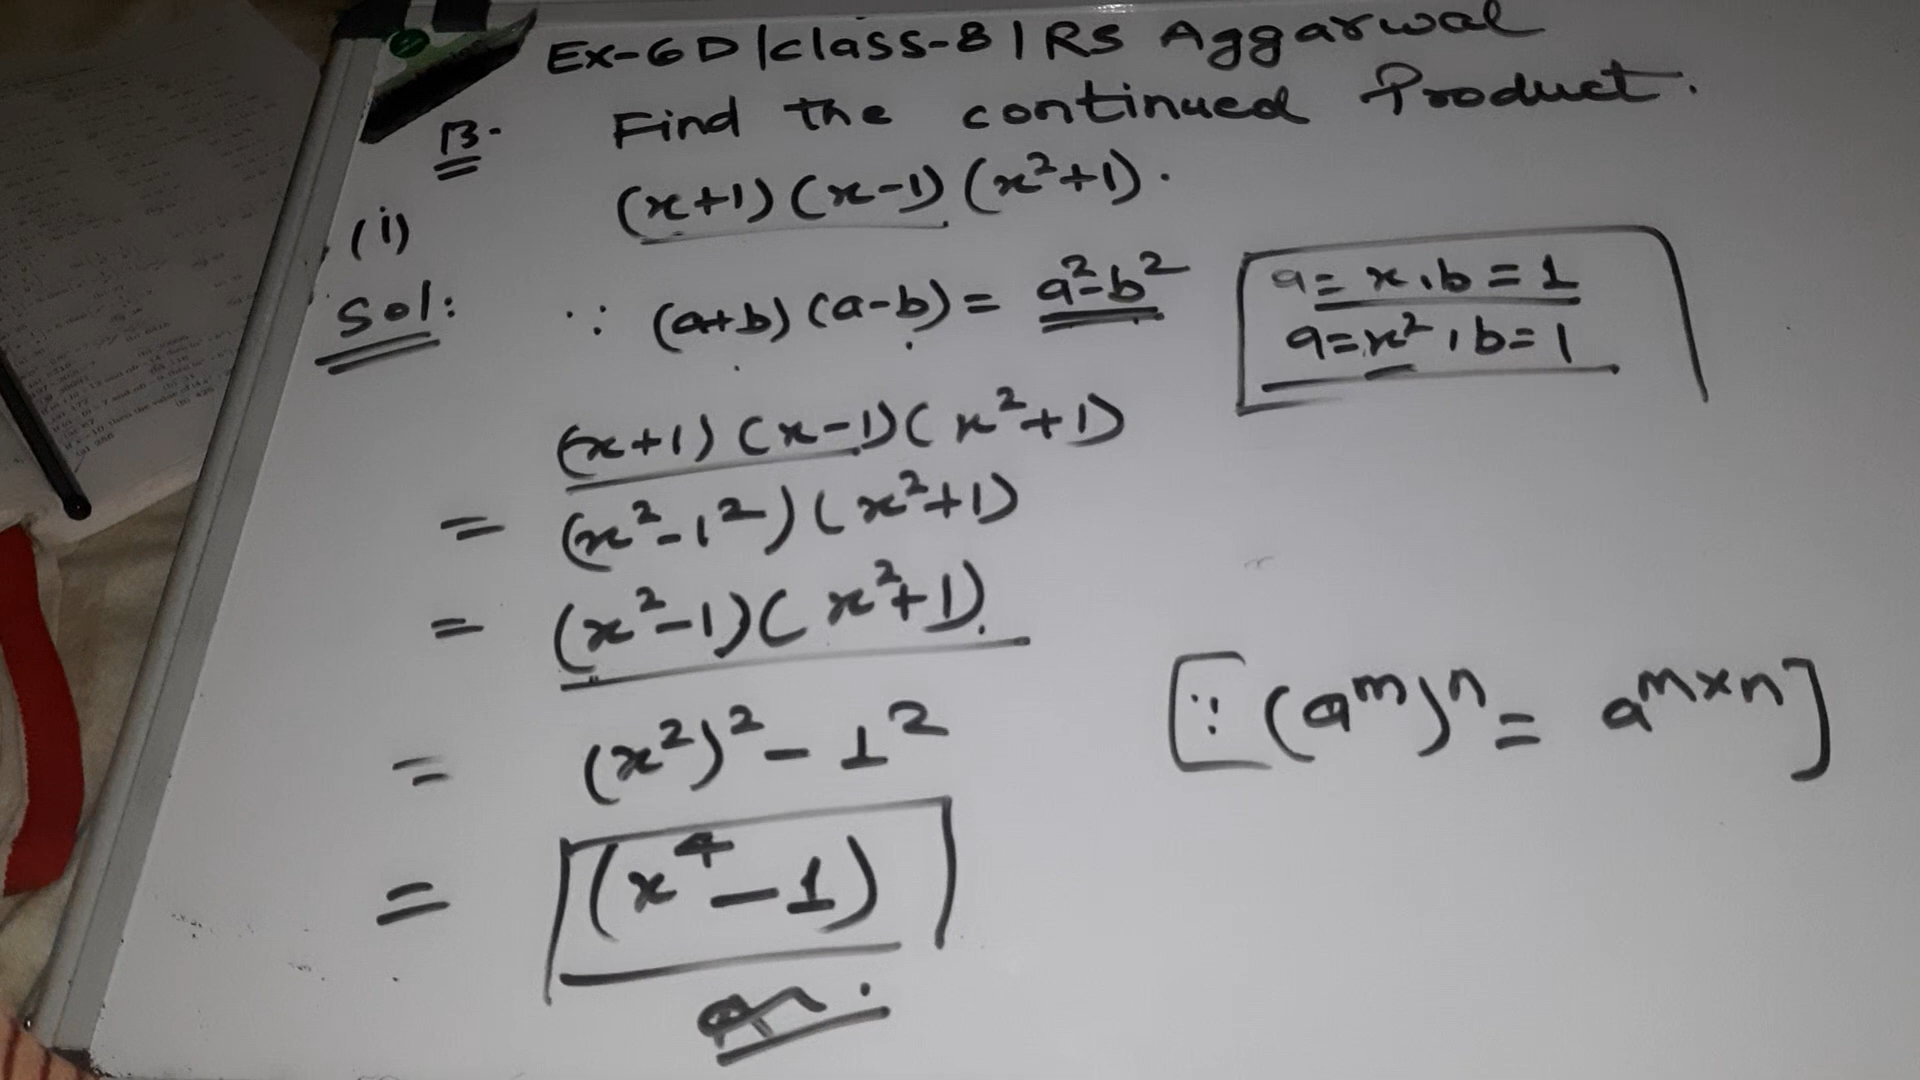 Ex-6D|class-8|RS Aggarwal
13. Find the continued Product.
(i) (x+1)(x-1)(x²+1).
Sol: ∵ (a+b)(a-b)= a²-b²
a=x, b=1
a=x², b=1
(x+1)(x-1)(x²+1)
= (x²-1²)(x²+1)
= (x²-1)(x²+1).
= (x²)²-1²
[∵ (aᵐ)ⁿ= aᵐˣⁿ]
= (x⁴-1)